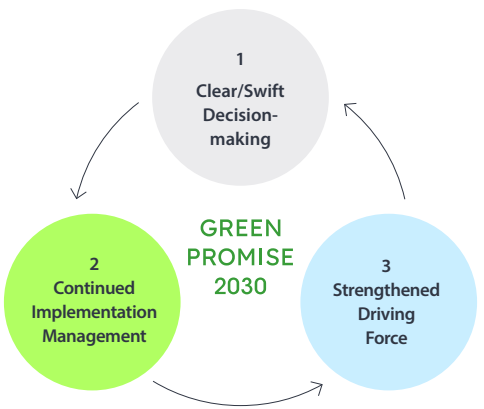 1
Clear/Swift
Decision-
making
GREEN
PROMISE
2030
2
Continued
Implementation
Management
3
Strengthened
Driving
Force